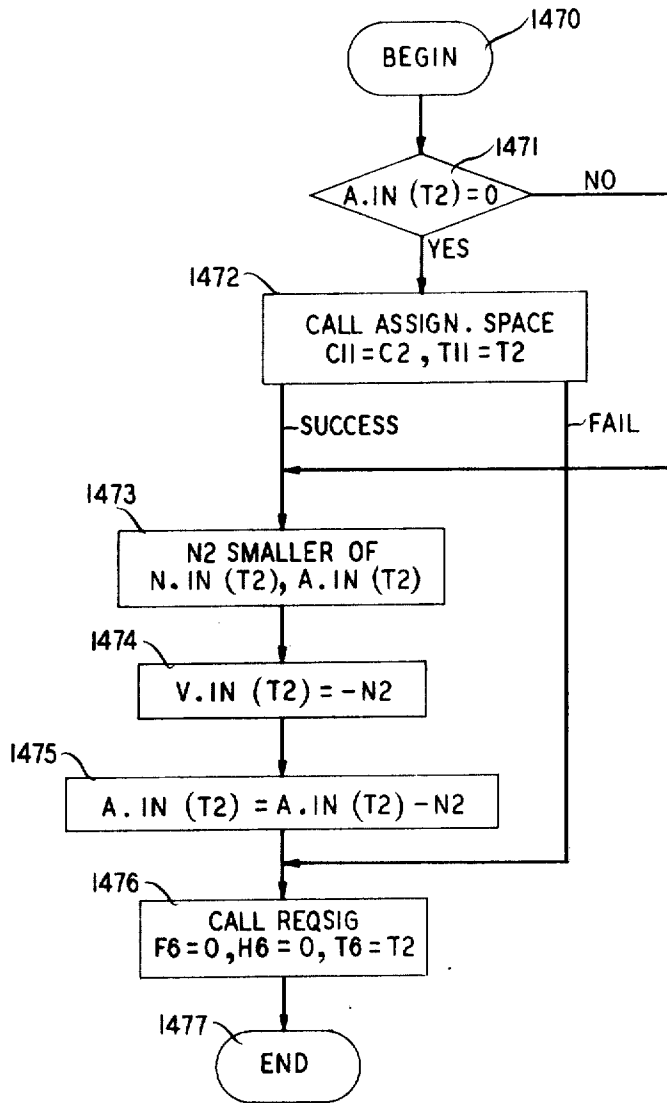 1470
BEGIN
1471
A.IN (T2)=0
NO
YES
1472
CALL ASSIGN. SPACE
C11=C2, T11=T2
SUCCESS
FAIL
1473
N2 SMALLER OF
N.IN (T2), A.IN (T2)
1474
V.IN (T2) = -N2
1475
A.IN (T2) = A.IN (T2) -N2
1476
CALL REQSIG
F6=0, H6=0, T6=T2
1477
END